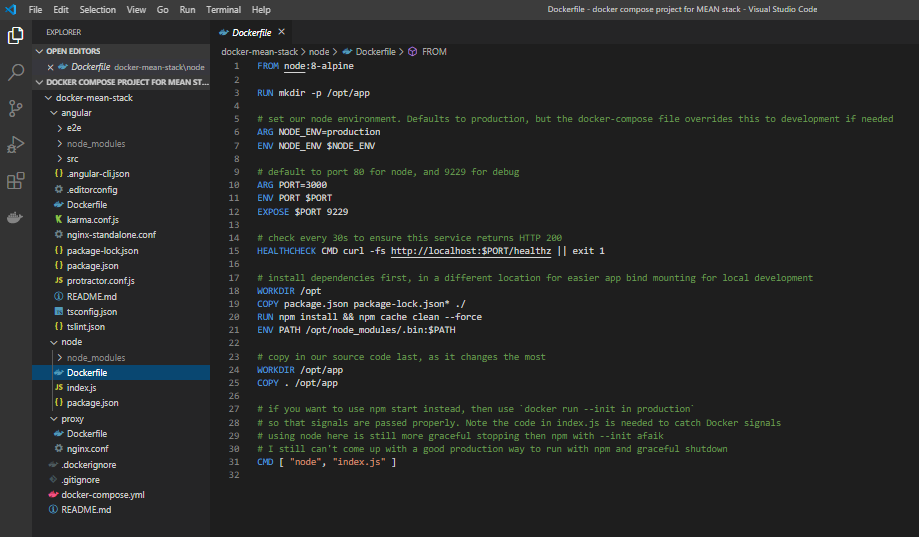 File Edit Selection View Go Run Terminal Help
Dockerfile - docker compose project for MEAN stack - Visual Studio Code
EXPLORER
OPEN EDITORS
Dockerfile docker-mean-stack\node
DOCKER COMPOSE PROJECT FOR MEAN ST...
docker-mean-stack
angular
e2e
node_modules
src
.angular-cli.json
.editorconfig
Dockerfile
karma.conf.js
nginx-standalone.conf
package-lock.json
package.json
protractor.conf.js
README.md
tsconfig.json
tslint.json
node
node_modules
Dockerfile
index.js
package.json
proxy
Dockerfile
nginx.conf
.dockerignore
.gitignore
docker-compose.yml
README.md
Dockerfile
docker-mean-stack > node > Dockerfile > FROM
1 FROM node:8-alpine
2
3 RUN mkdir -p /opt/app
4
5 # set our node environment. Defaults to production, but the docker-compose file overrides this to development if needed
6 ARG NODE_ENV=production
7 ENV NODE_ENV $NODE_ENV
8
9 # default to port 80 for node, and 9229 for debug
10 ARG PORT=3000
11 ENV PORT $PORT
12 EXPOSE $PORT 9229
13
14 # check every 30s to ensure this service returns HTTP 200
15 HEALTHCHECK CMD curl -fs http://localhost:$PORT/healthz || exit 1
16
17 # install dependencies first, in a different location for easier app bind mounting for local development
18 WORKDIR /opt
19 COPY package.json package-lock.json* ./
20 RUN npm install && npm cache clean --force
21 ENV PATH /opt/node_modules/.bin:$PATH
22
23 # copy in our source code last, as it changes the most
24 WORKDIR /opt/app
25 COPY . /opt/app
26
27 # if you want to use npm start instead, then use `docker run --init in production`
28 # so that signals are passed properly. Note the code in index.js is needed to catch Docker signals
29 # using node here is still more graceful stopping then npm with --init afaik
30 # I still can't come up with a good production way to run with npm and graceful shutdown
31 CMD [ "node", "index.js" ]
32